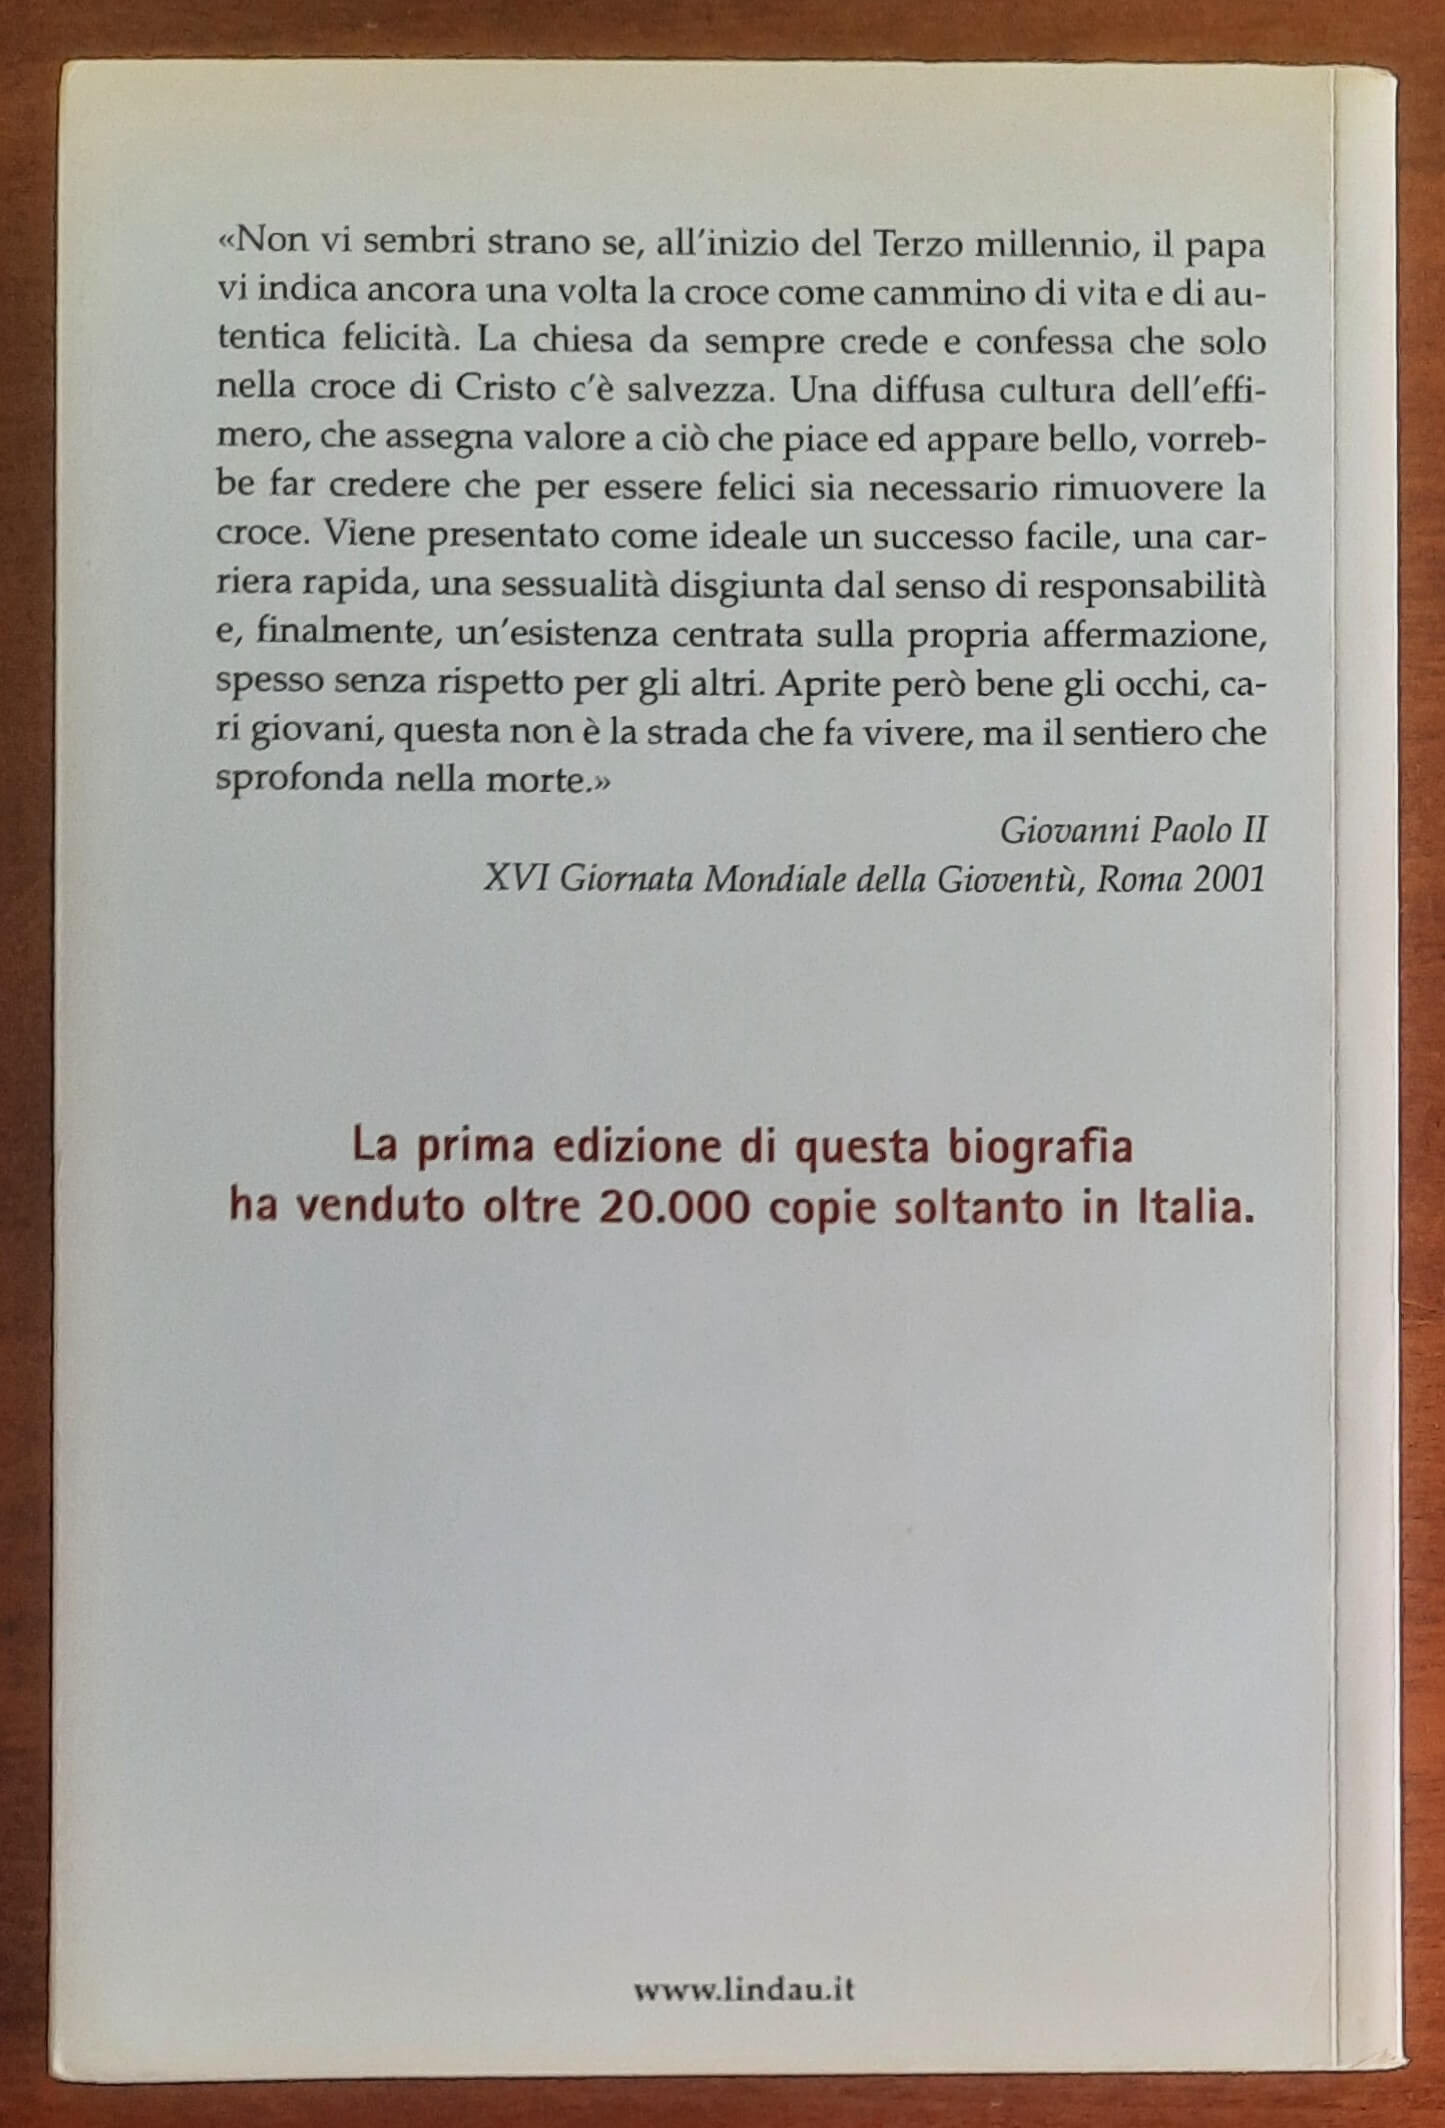 «Non vi sembri strano se, all'inizio del Terzo millennio, il papa
vi indica ancora una volta la croce come cammino di vita e di au-
tentica felicità. La chiesa da sempre crede e confessa che solo
nella croce di Cristo c'è salvezza. Una diffusa cultura dell'effi-
mero, che assegna valore a ciò che piace ed appare bello, vorreb-
be far credere che per essere felici sia necessario rimuovere la
croce. Viene presentato come ideale un successo facile, una car-
riera rapida, una sessualità disgiunta dal senso di responsabilità
e, finalmente, un'esistenza centrata sulla propria affermazione,
spesso senza rispetto per gli altri. Aprite però bene gli occhi, ca-
ri giovani, questa non è la strada che fa vivere, ma il sentiero che
sprofonda nella morte.»
Giovanni Paolo II
XVI Giornata Mondiale della Gioventù, Roma 2001
La prima edizione di questa biografia
ha venduto oltre 20.000 copie soltanto in Italia.
www.lindau.it